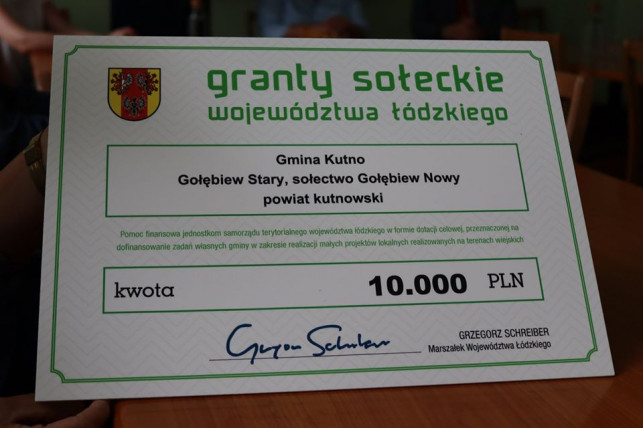 granty sołeckie
województwa łódzkiego
Gmina Kutno
Gołębiew Stary, sołectwo Gołębiew Nowy
powiat kutnowski
Pomoc finansowa jednostkom samorządu terytorialnego województwa łódzkiego w formie dotacji celowej, przeznaczonej na
dofinansowanie zadań własnych gminy w zakresie realizacji małych projektów lokalnych realizowanych na terenach wiejskich
kwota 10.000 PLN
GRZEGORZ SCHREIBER
Marszałek Województwa Łódzkiego